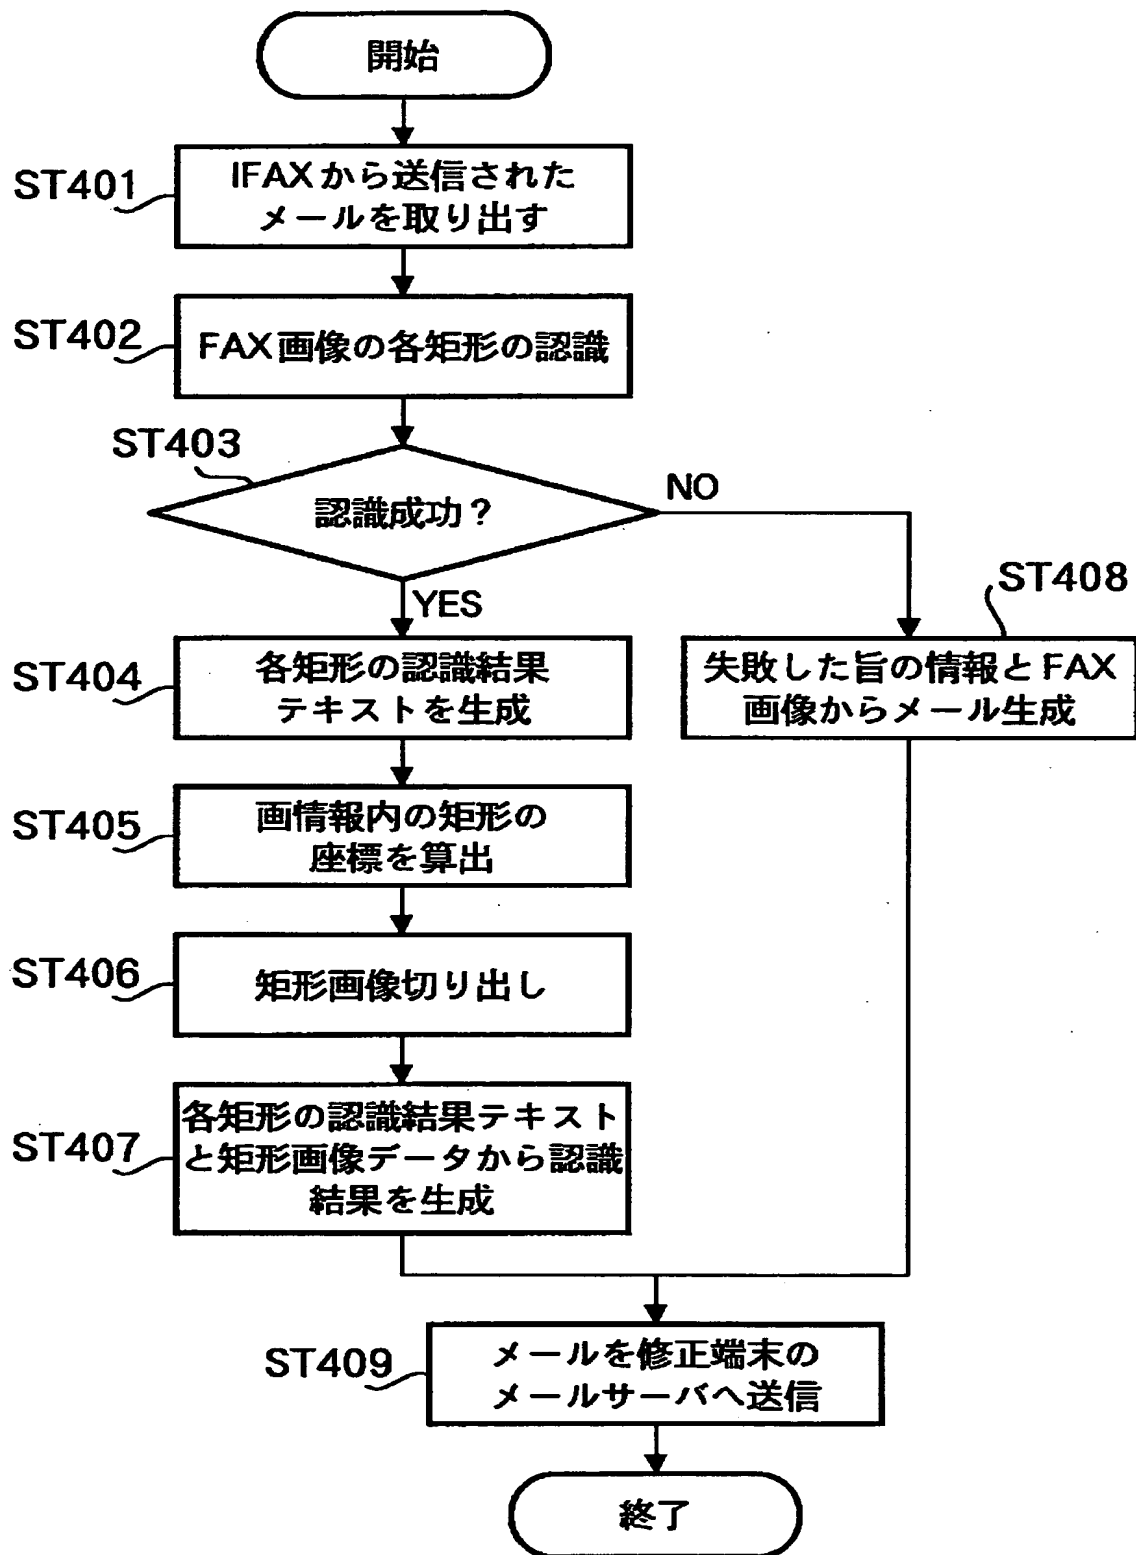 開始
ST401
IFAXから送信された
メールを取り出す
ST402
FAX画像の各矩形の認識
ST403
認識成功？
NO
YES
ST404
各矩形の認識結果
テキストを生成
ST408
失敗した旨の情報とFAX
画像からメール生成
ST405
画情報内の矩形の
座標を算出
ST406
矩形画像切り出し
ST407
各矩形の認識結果テキスト
と矩形画像データから認識
結果を生成
ST409
メールを修正端末の
メールサーバへ送信
終了